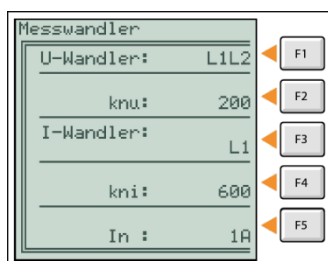 Messwandler
U-Wandler: L1L2 F1
knu: 200 F2
I-Wandler:
L1 F3
kni: 600 F4
In : 1A F5